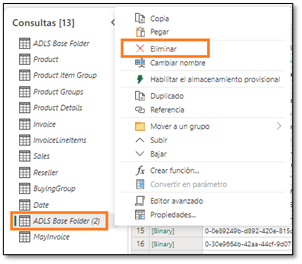 Consultas [13]
ADLS Base Folder
Product
Product Item Group
Product Groups
Product Details
Invoice
InvoiceLineItems
Sales
Reseller
BuyingGroup
Date
ADLS Base Folder (2)
MayInvoice
Copia
Pegar
Eliminar
Cambiar nombre
Habilitar el almacenamiento provisional
Duplicado
Referencia
Mover a un grupo
Subir
Bajar
Crear función...
Convertir en parámetro
Editor avanzado
Propiedades...
15 [Binary] 0-0e89249b-d892-420e-815c
16 [Binary] 0-30e9664b-42aa-44cf-9d07